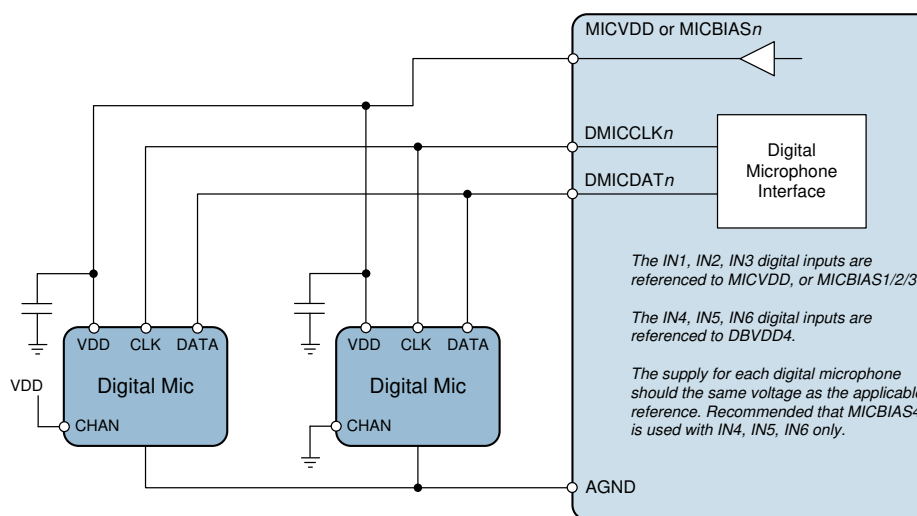 MICVDD or MICBIASn
DMICCLKn
DMICDATn
Digital
Microphone
Interface
The IN1, IN2, IN3 digital inputs are
referenced to MICVDD, or MICBIAS1/2/3
The IN4, IN5, IN6 digital inputs are
referenced to DBVDD4.
The supply for each digital microphone
should the same voltage as the applicable
reference. Recommended that MICBIAS4
is used with IN4, IN5, IN6 only.
VDD CLK DATA
Digital Mic
VDD
CHAN
VDD CLK DATA
Digital Mic
CHAN
AGND